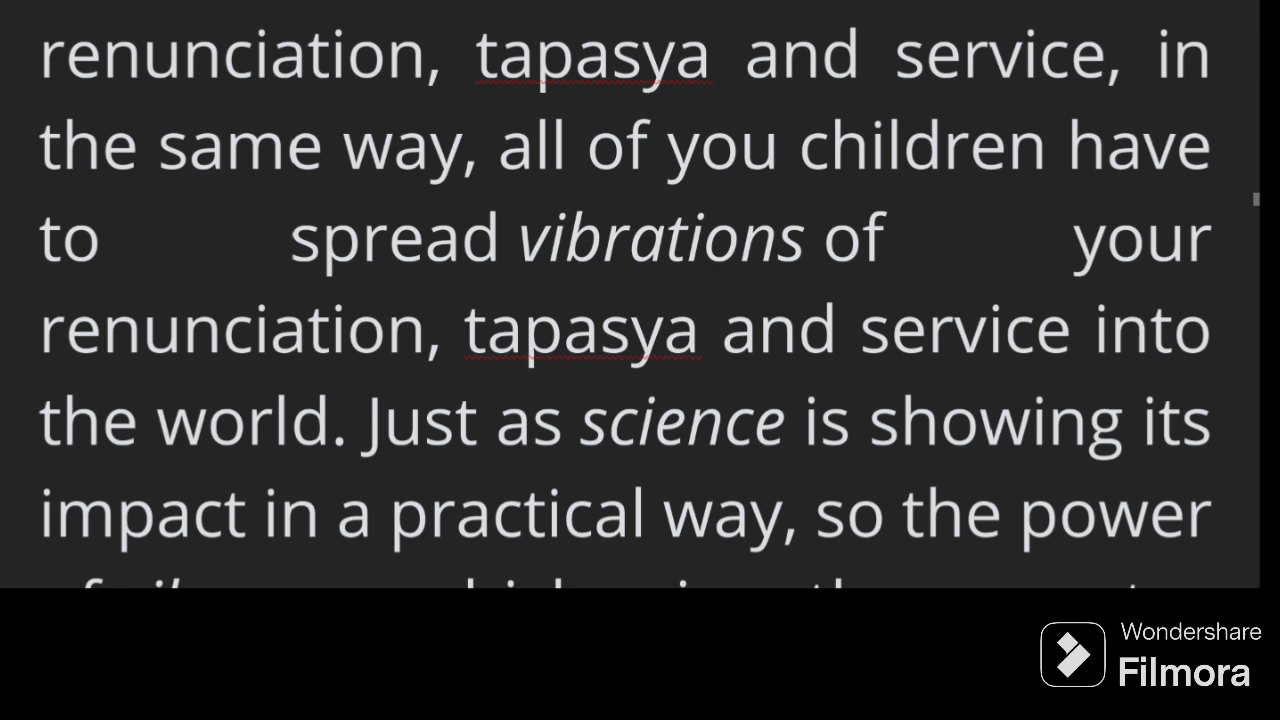 renunciation, tapasya and service, in
the same way, all of you children have
to spread vibrations of your
renunciation, tapasya and service into
the world. Just as science is showing its
impact in a practical way, so the power
Wondershare
Filmora